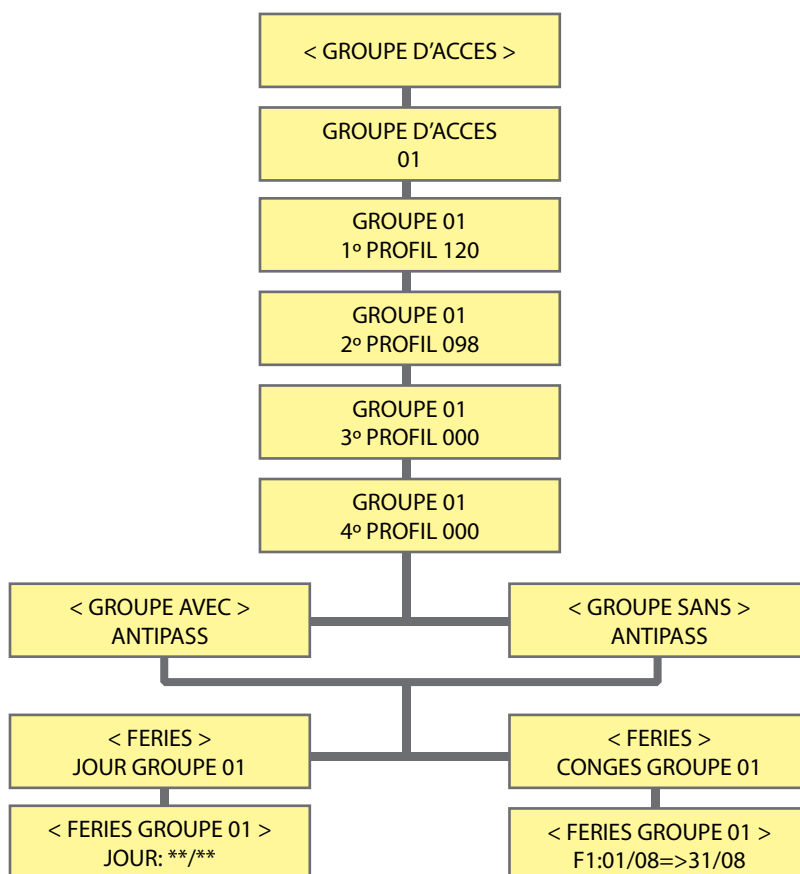 < GROUPE D'ACCES >
GROUPE D'ACCES
01
GROUPE 01
1º PROFIL 120
GROUPE 01
2º PROFIL 098
GROUPE 01
3º PROFIL 000
GROUPE 01
4º PROFIL 000
< GROUPE AVEC >
ANTIPASS
< GROUPE SANS >
ANTIPASS
< FERIES >
JOUR GROUPE 01
< FERIES >
CONGES GROUPE 01
< FERIES GROUPE 01 >
JOUR: **/**
< FERIES GROUPE 01 >
F1:01/08=>31/08